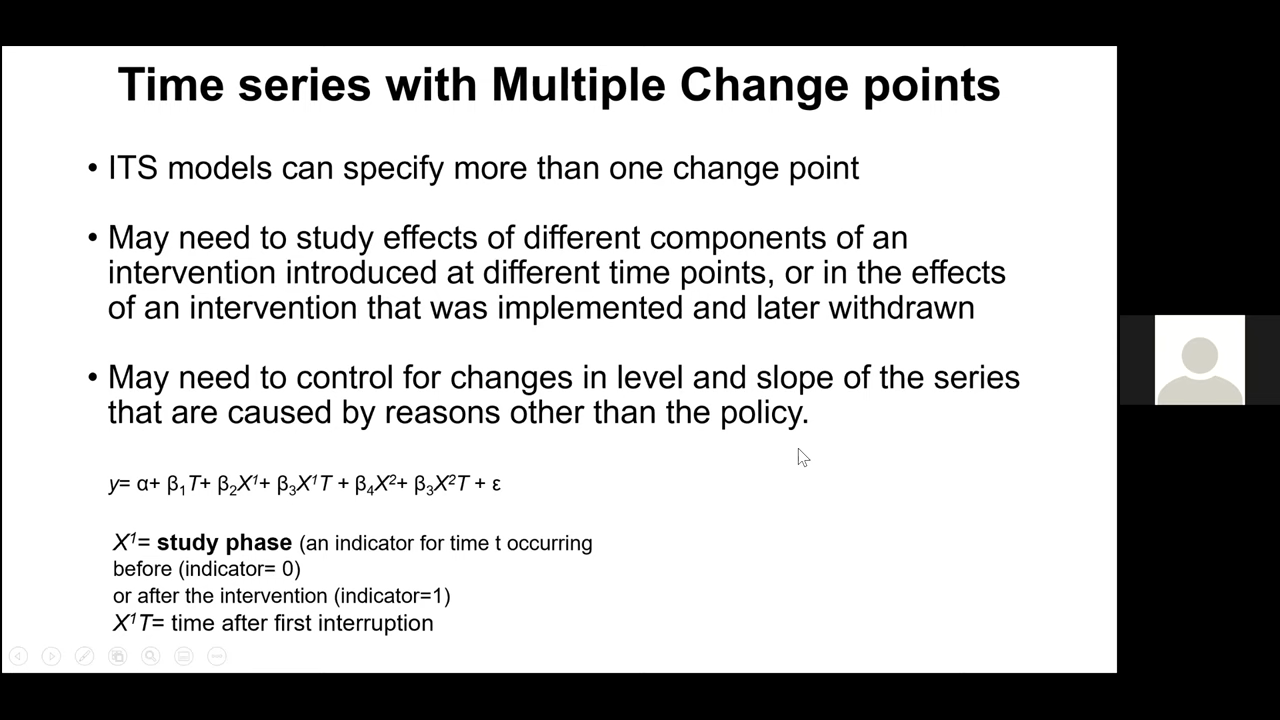 Time series with Multiple Change points
• ITS models can specify more than one change point
• May need to study effects of different components of an
intervention introduced at different time points, or in the effects
of an intervention that was implemented and later withdrawn
• May need to control for changes in level and slope of the series
that are caused by reasons other than the policy.
y= α+ β₁T+ β₂X¹+ β₃X¹T + β₄X²+ β₃X²T + ε
X¹= study phase (an indicator for time t occurring
before (indicator= 0)
or after the intervention (indicator=1)
X¹T= time after first interruption